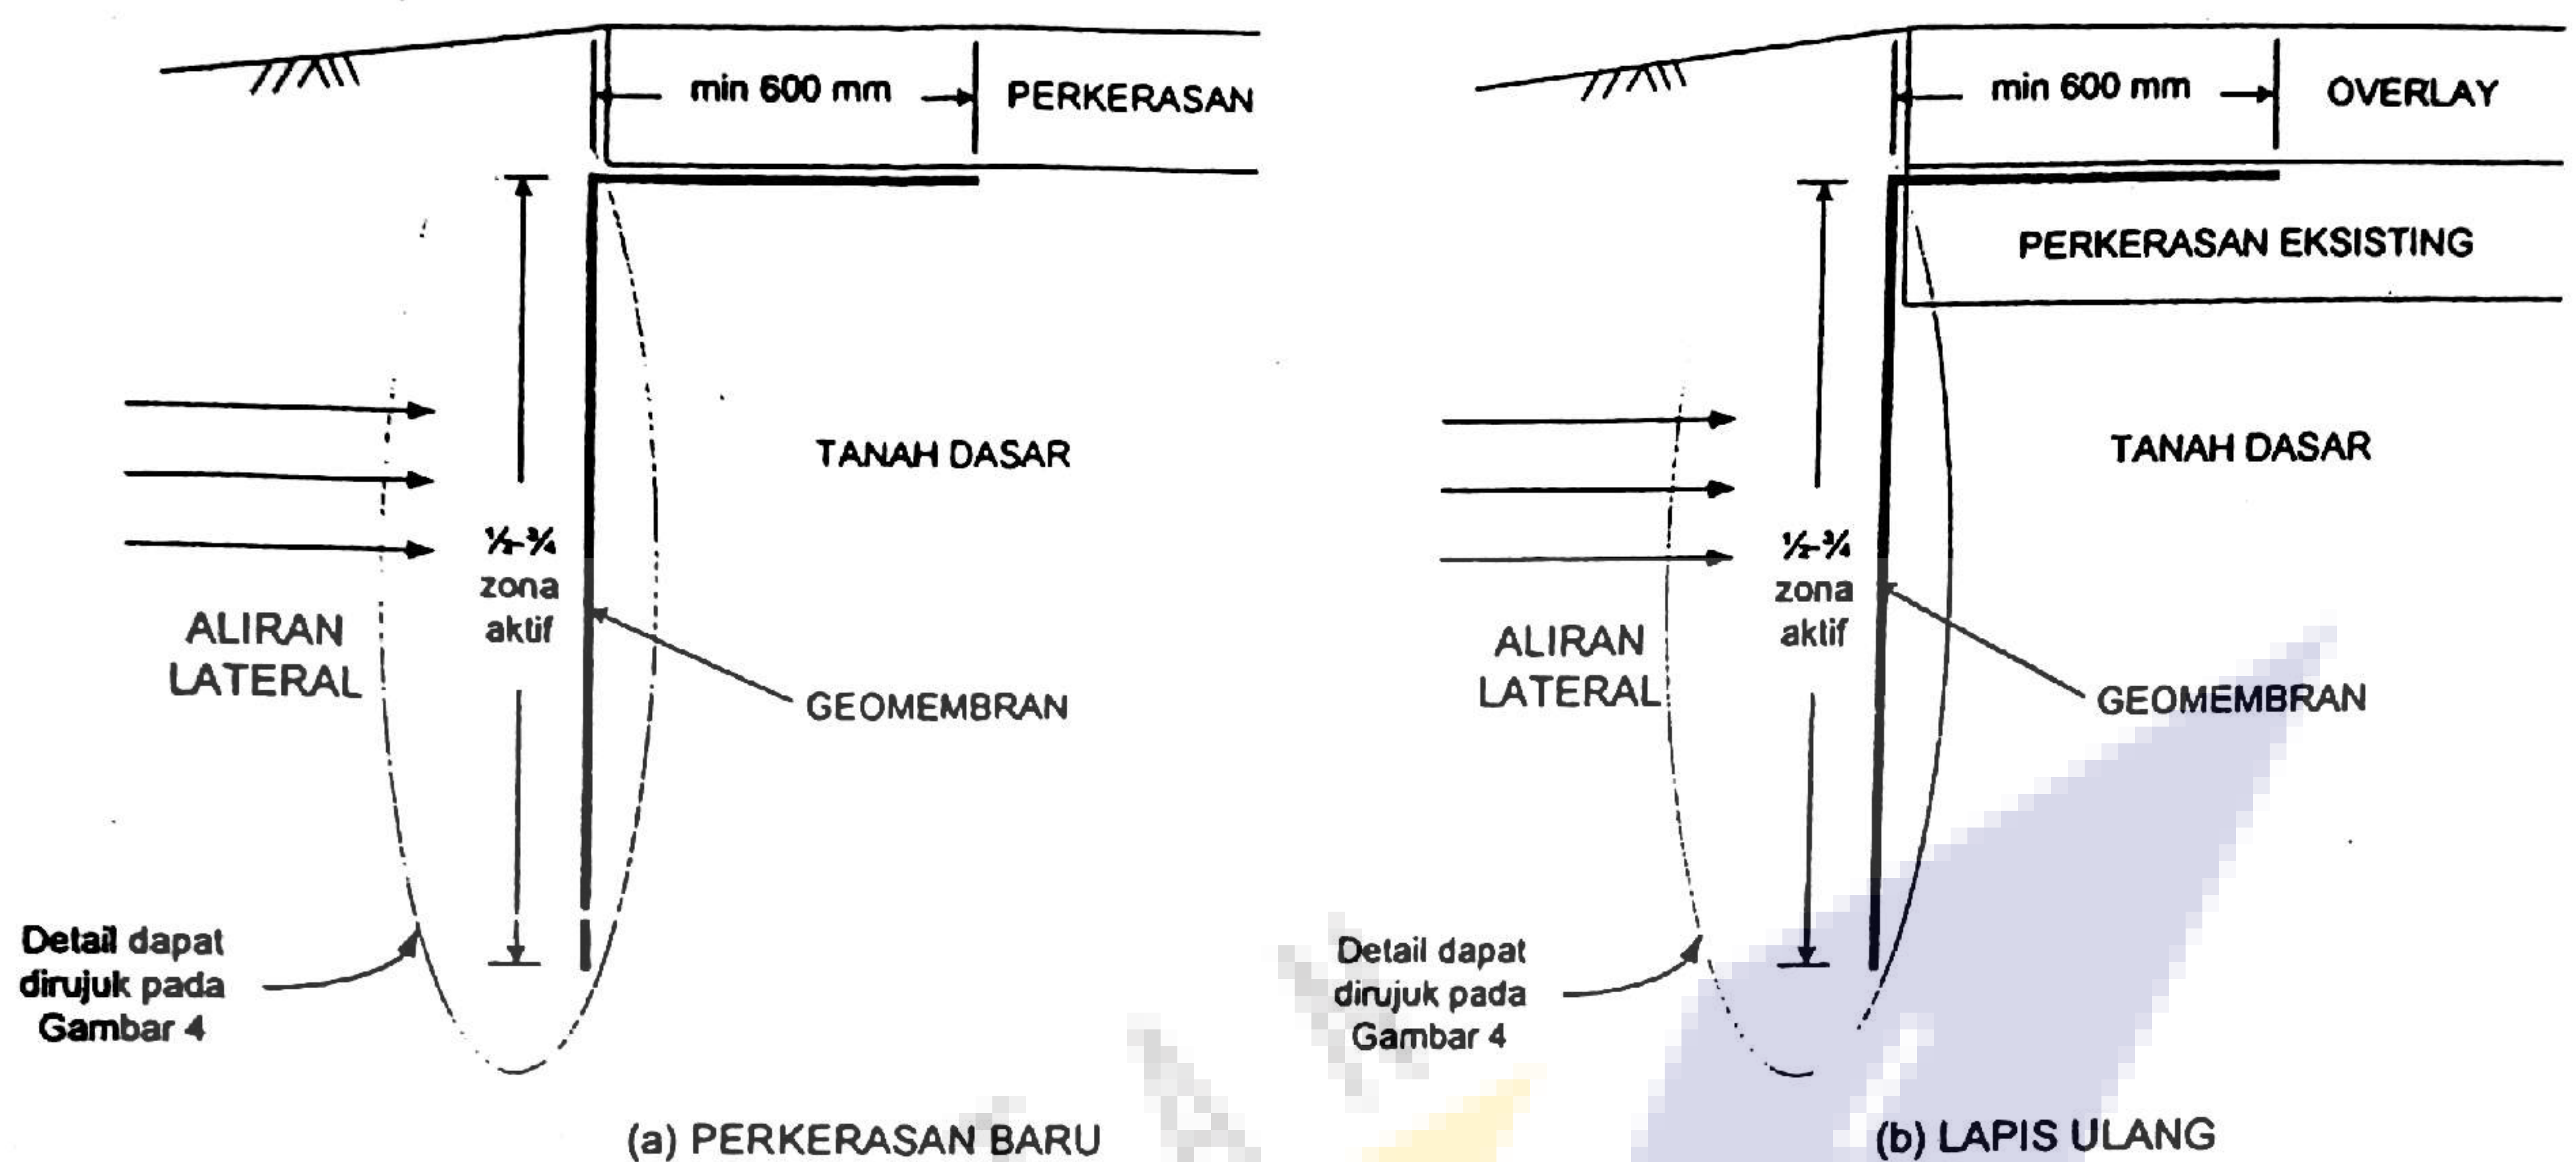 min 600 mm
PERKERASAN
TANAH DASAR
½-¾
zona
aktif
ALIRAN
LATERAL
GEOMEMBRAN
Detail dapat
dirujuk pada
Gambar 4
(a) PERKERASAN BARU
min 600 mm
OVERLAY
PERKERASAN EKSISTING
TANAH DASAR
½-¾
zona
aktif
ALIRAN
LATERAL
GEOMEMBRAN
Detail dapat
dirujuk pada
Gambar 4
(b) LAPIS ULANG